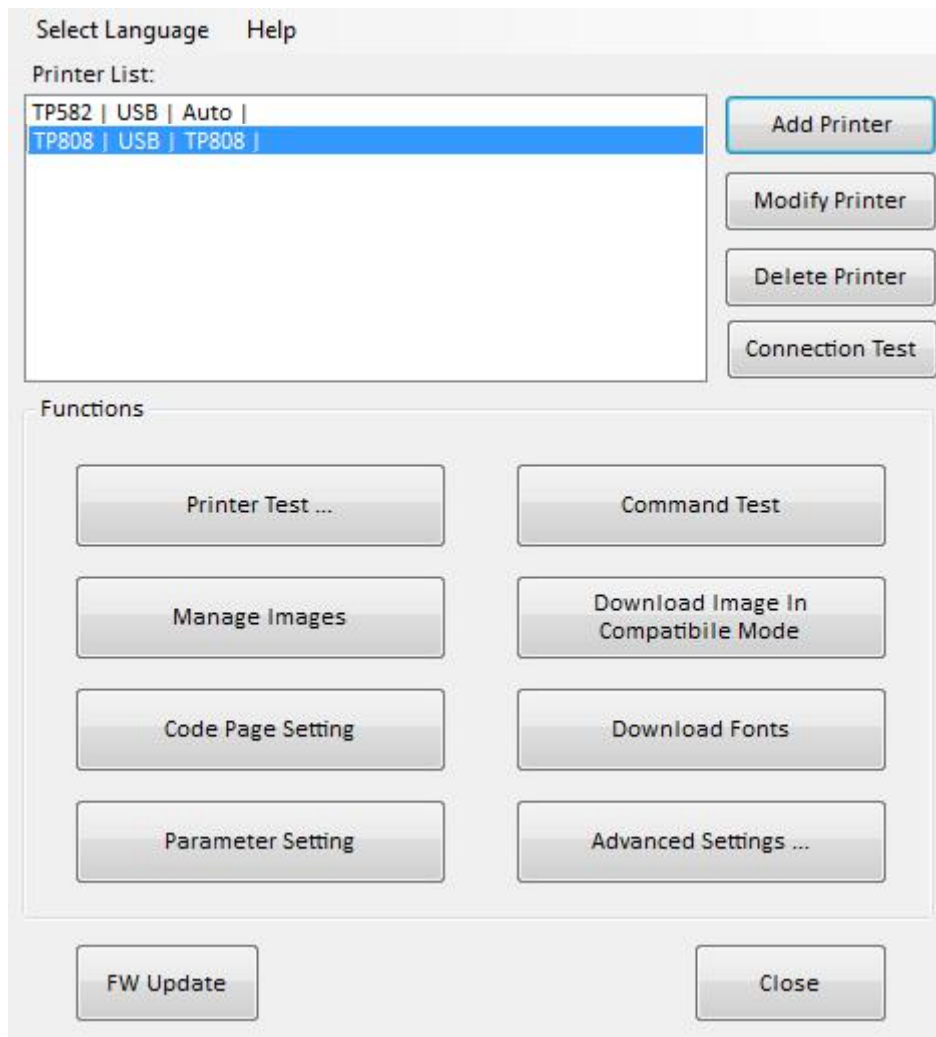 Select Language Help
Printer List:
TP582 | USB | Auto |
TP808 | USB | TP808 |
Add Printer
Modify Printer
Delete Printer
Connection Test
Functions
Printer Test ...
Command Test
Manage Images
Download Image In
Compatibile Mode
Code Page Setting
Download Fonts
Parameter Setting
Advanced Settings ...
FW Update
Close